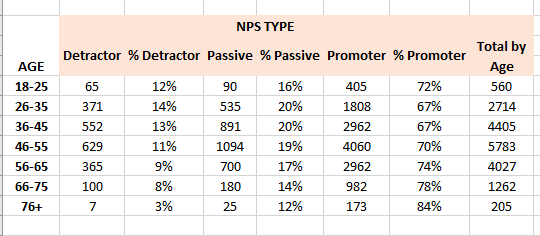 NPS TYPE
AGE Detractor % Detractor Passive % Passive Promoter % Promoter Total by Age
18-25 65 12% 90 16% 405 72% 560
26-35 371 14% 535 20% 1808 67% 2714
36-45 552 13% 891 20% 2962 67% 4405
46-55 629 11% 1094 19% 4060 70% 5783
56-65 365 9% 700 17% 2962 74% 4027
66-75 100 8% 180 14% 982 78% 1262
76+ 7 3% 25 12% 173 84% 205